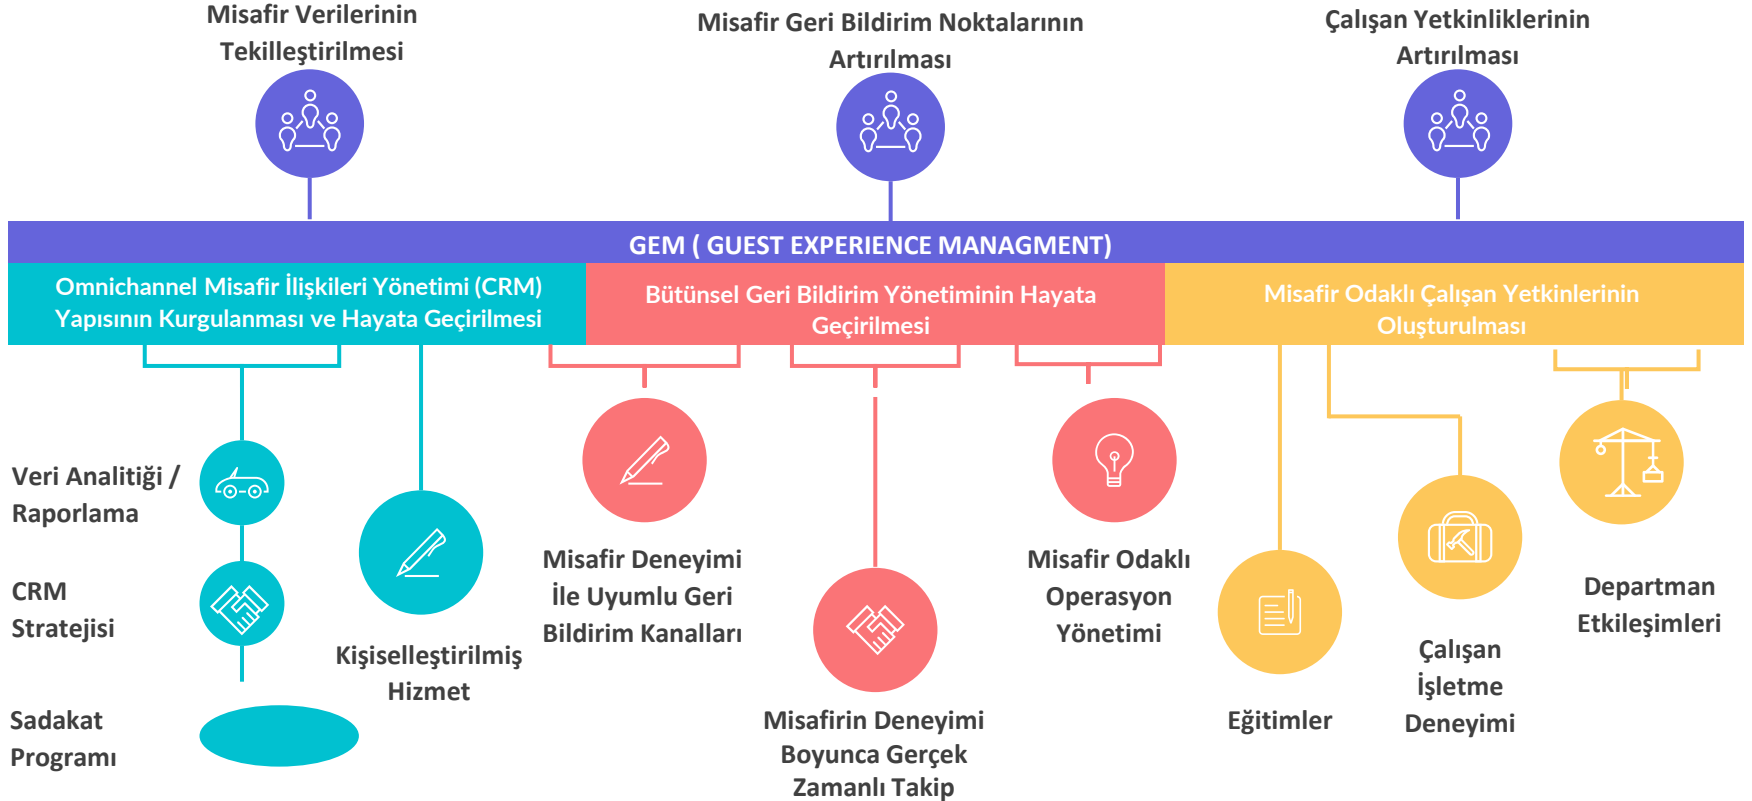 Misafir Verilerinin
Tekilleştirilmesi
Misafir Geri Bildirim Noktalarının
Artırılması
Çalışan Yetkinliklerinin
Artırılması
GEM ( GUEST EXPERIENCE MANAGMENT)
Omnichannel Misafir İlişkileri Yönetimi (CRM)
Yapısının Kurgulanması ve Hayata Geçirilmesi
Bütünsel Geri Bildirim Yönetiminin Hayata
Geçirilmesi
Misafir Odaklı Çalışan Yetkinlerinin
Oluşturulması
Veri Analitiği /
Raporlama
CRM
Stratejisi
Sadakat
Programı
Kişiselleştirilmiş
Hizmet
Misafir Deneyimi
İle Uyumlu Geri
Bildirim Kanalları
Misafirin Deneyimi
Boyunca Gerçek
Zamanlı Takip
Misafir Odaklı
Operasyon
Yönetimi
Eğitimler
Çalışan
İşletme
Deneyimi
Departman
Etkileşimleri